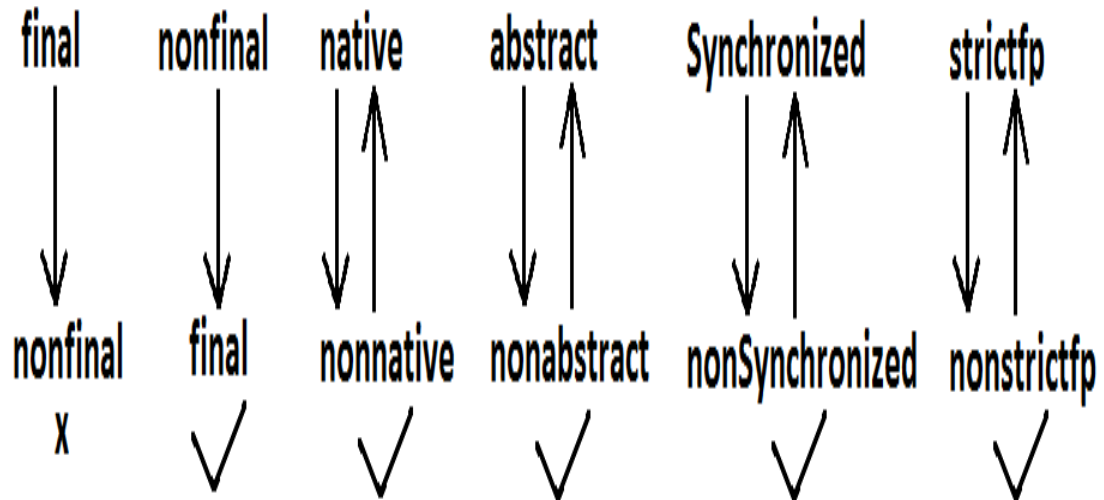 final nonfinal native abstract Synchronized strictfp
nonfinal final nonnative nonabstract nonSynchronized nonstrictfp
x